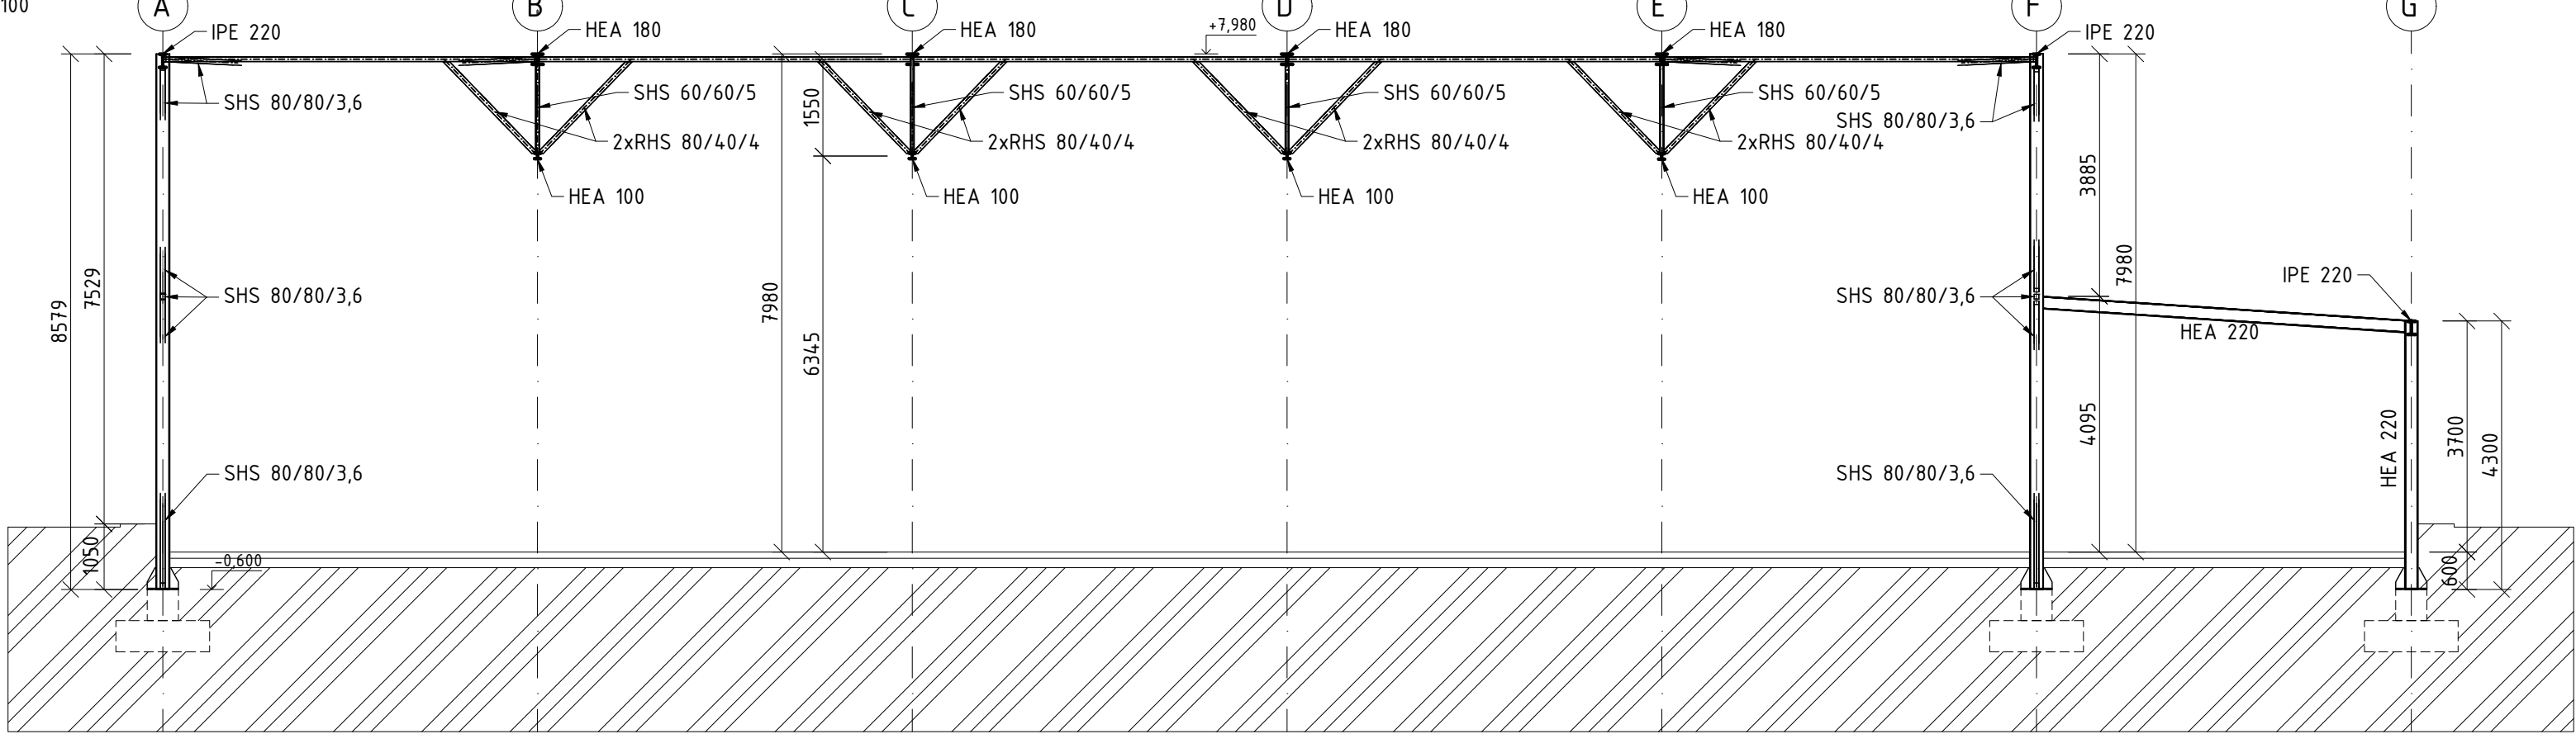 100
A
B
C
D
E
F
G
IPE 220
HEA 180
HEA 180
+7,980
HEA 180
HEA 180
IPE 220
SHS 80/80/3,6
SHS 60/60/5
SHS 60/60/5
SHS 60/60/5
SHS 60/60/5
SHS 80/80/3,6
1550
2xRHS 80/40/4
2xRHS 80/40/4
2xRHS 80/40/4
2xRHS 80/40/4
3885
HEA 100
HEA 100
HEA 100
HEA 100
8579
7529
SHS 80/80/3,6
7980
6345
SHS 80/80/3,6
7980
IPE 220
HEA 220
4095
HEA 220
3700
4300
SHS 80/80/3,6
SHS 80/80/3,6
1050
-0,600
600